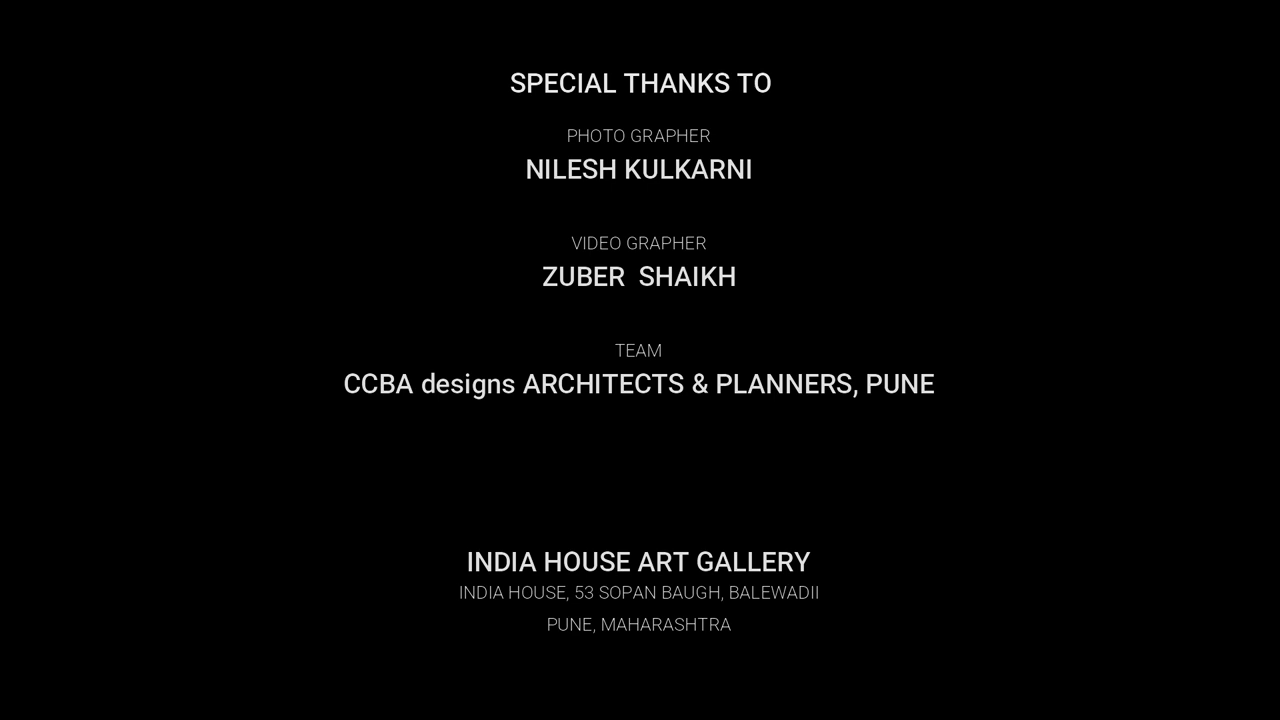 SPECIAL THANKS TO
PHOTO GRAPHER
NILESH KULKARNI
VIDEO GRAPHER
ZUBER SHAIKH
TEAM
CCBA designs ARCHITECTS & PLANNERS, PUNE
INDIA HOUSE ART GALLERY
INDIA HOUSE, 53 SOPAN BAUGH, BALEWADII
PUNE, MAHARASHTRA